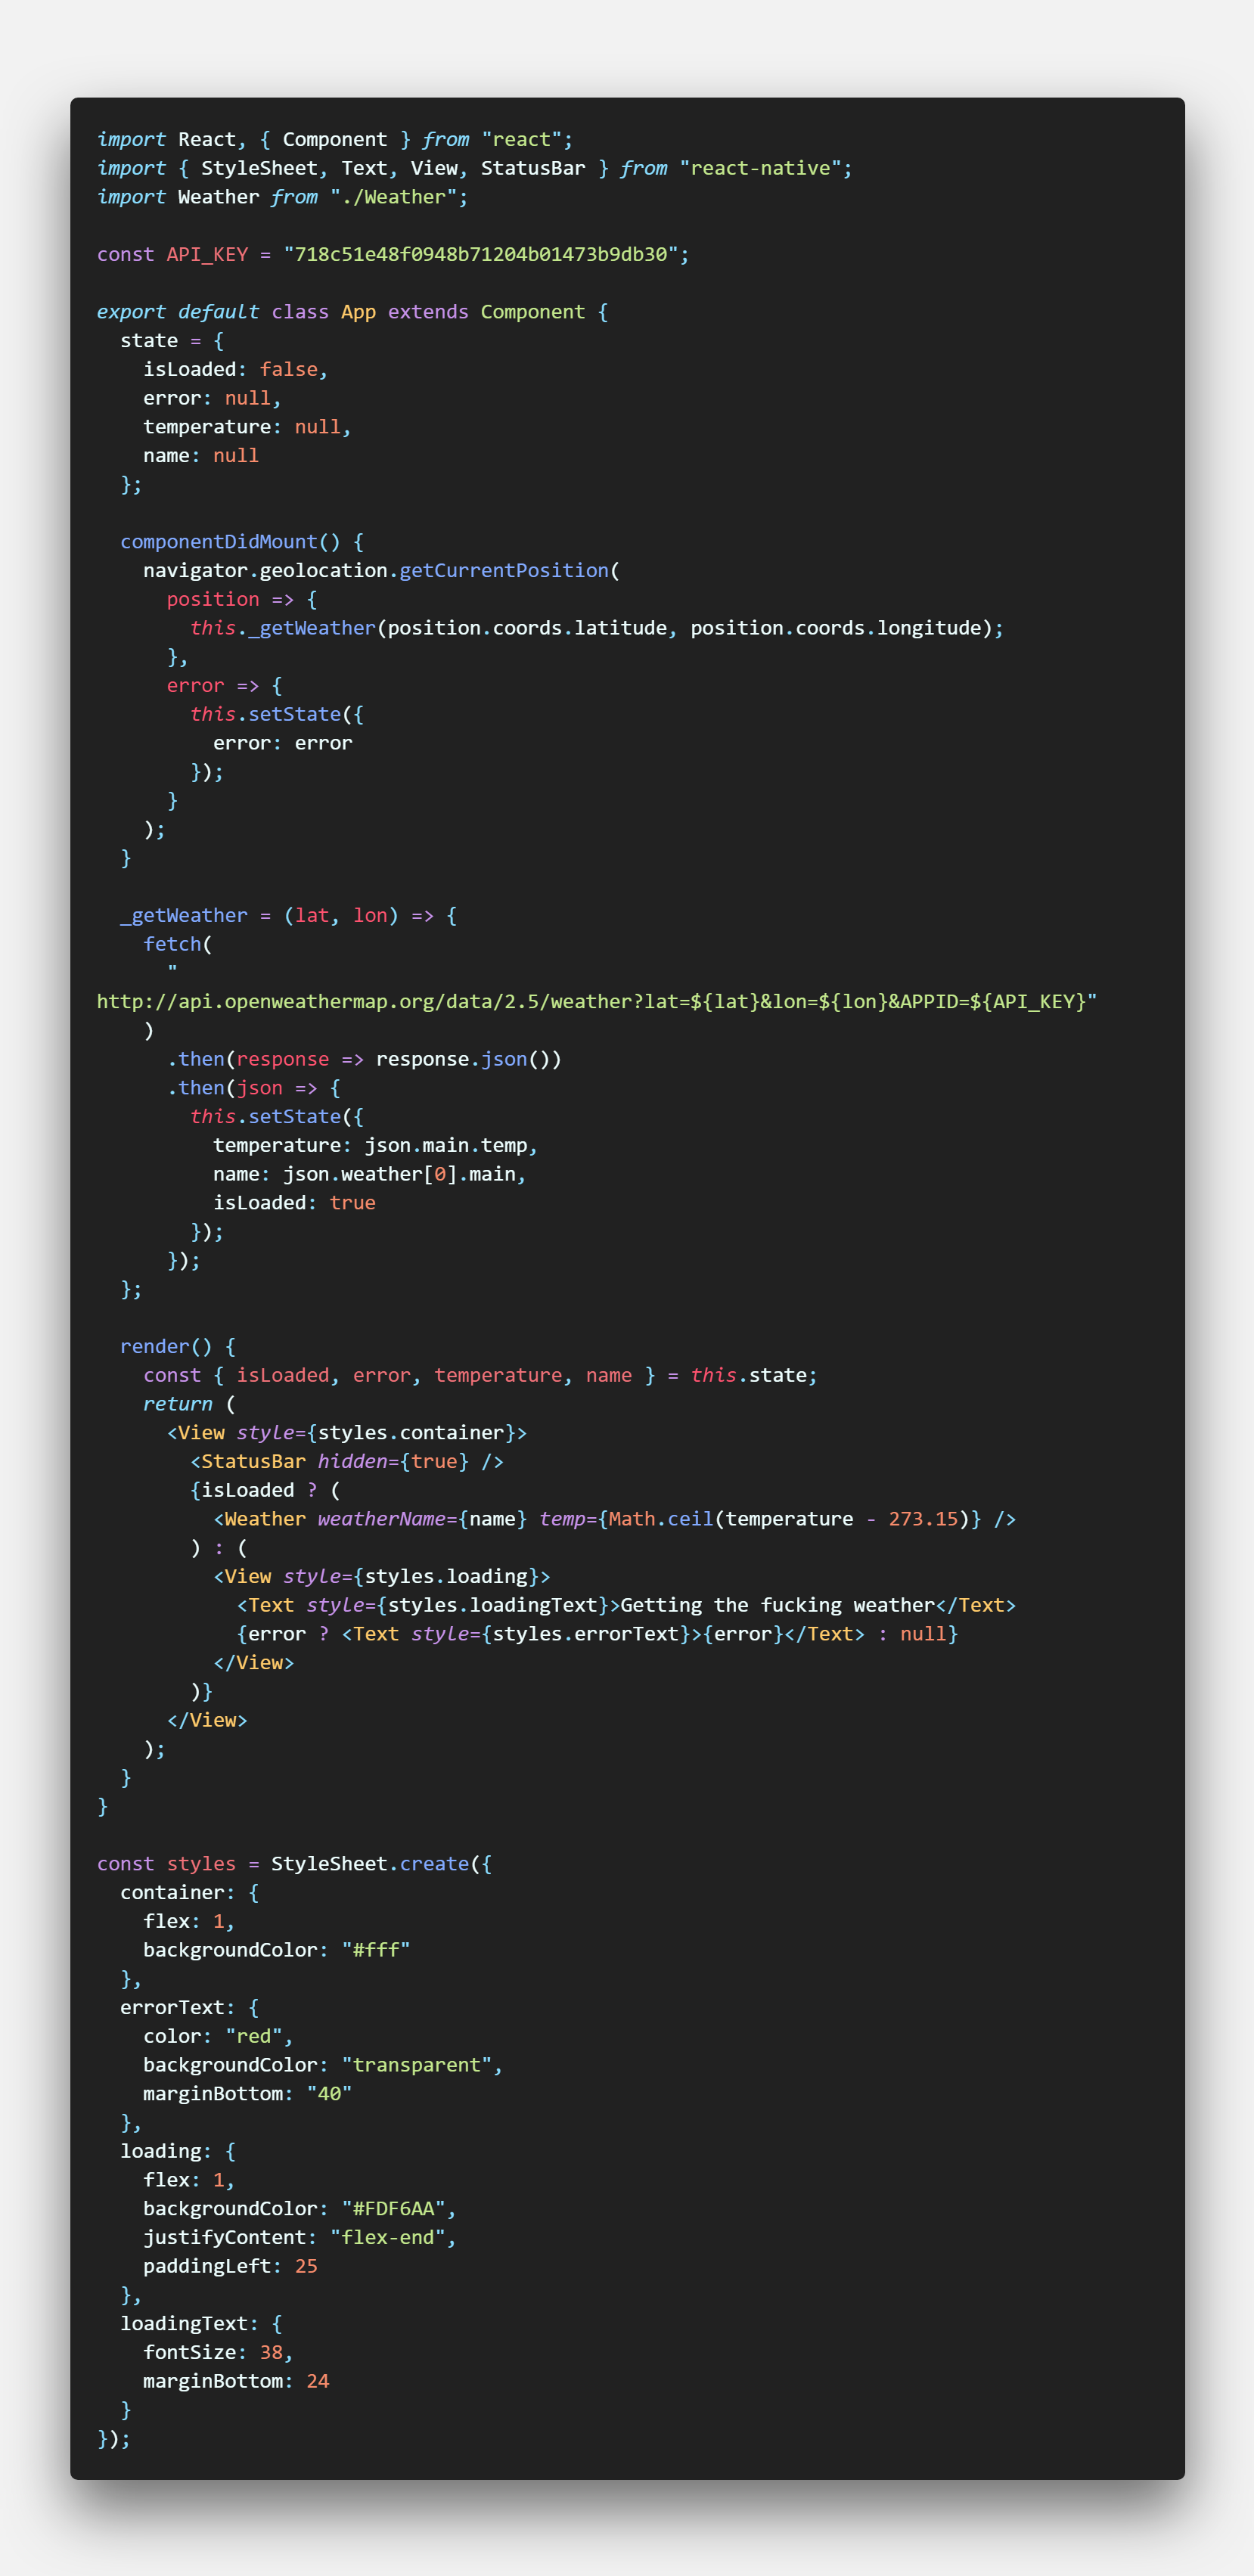 import React, { Component } from "react";
import { StyleSheet, Text, View, StatusBar } from "react-native";
import Weather from "./Weather";

const API_KEY = "718c51e48f0948b71204b01473b9db30";

export default class App extends Component {
  state = {
    isLoaded: false,
    error: null,
    temperature: null,
    name: null
  };

  componentDidMount() {
    navigator.geolocation.getCurrentPosition(
      position => {
        this._getWeather(position.coords.latitude, position.coords.longitude);
      },
      error => {
        this.setState({
          error: error
        });
      }
    );
  }

  _getWeather = (lat, lon) => {
    fetch(
      "
http://api.openweathermap.org/data/2.5/weather?lat=${lat}&lon=${lon}&APPID=${API_KEY}"
    )
      .then(response => response.json())
      .then(json => {
        this.setState({
          temperature: json.main.temp,
          name: json.weather[0].main,
          isLoaded: true
        });
      });
  };

  render() {
    const { isLoaded, error, temperature, name } = this.state;
    return (
      <View style={styles.container}>
        <StatusBar hidden={true} />
        {isLoaded ? (
          <Weather weatherName={name} temp={Math.ceil(temperature - 273.15)} />
        ) : (
          <View style={styles.loading}>
            <Text style={styles.loadingText}>Getting the fucking weather</Text>
            {error ? <Text style={styles.errorText}>{error}</Text> : null}
          </View>
        )}
      </View>
    );
  }
}

const styles = StyleSheet.create({
  container: {
    flex: 1,
    backgroundColor: "#fff"
  },
  errorText: {
    color: "red",
    backgroundColor: "transparent",
    marginBottom: "40"
  },
  loading: {
    flex: 1,
    backgroundColor: "#FDF6AA",
    justifyContent: "flex-end",
    paddingLeft: 25
  },
  loadingText: {
    fontSize: 38,
    marginBottom: 24
  }
});